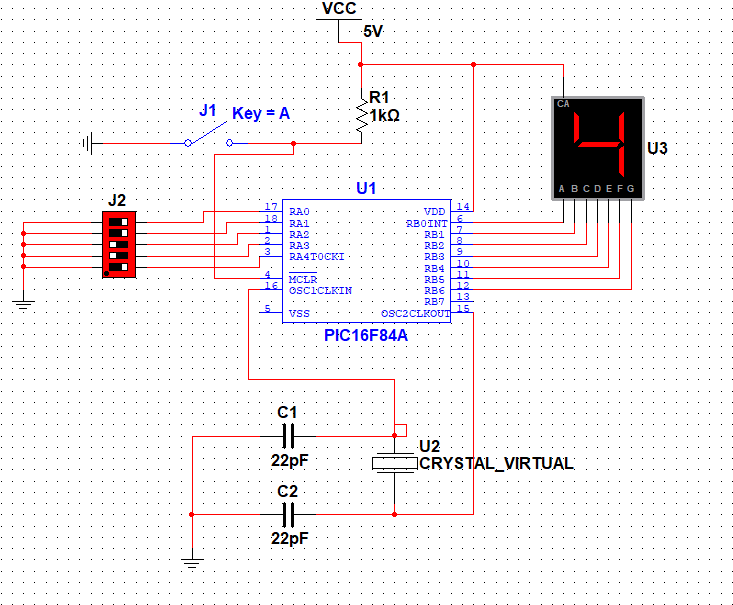 VCC
5V
R1
1kΩ
J1
Key = A
CA
U3
A B C D E F G
J2
U1
17 RA0
18 RA1
1 RA2
2 RA3
3 RA4T0CKI
4 MCLR
16 OSC1CLKIN
5 VSS
VDD 14
RB0INT 6
RB1 7
RB2 8
RB3 9
RB4 10
RB5 11
RB6 12
RB7 13
OSC2CLKOUT 15
PIC16F84A
C1
22pF
U2
CRYSTAL_VIRTUAL
C2
22pF